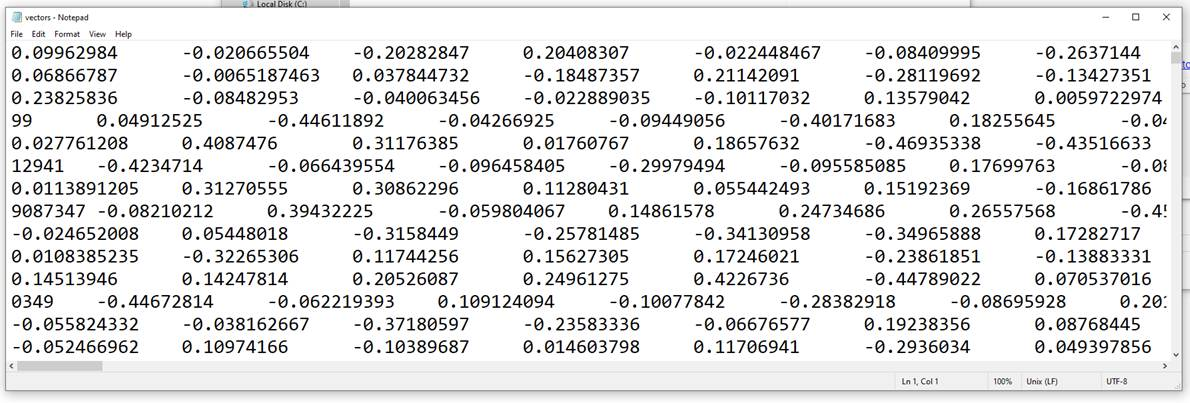 Local Disk (C:)
vectors - Notepad
File Edit Format View Help
0.09962984 -0.020665504 -0.20282847 0.20408307 -0.022448467 -0.08409995 -0.2637144
0.06866787 -0.0065187463 0.037844732 -0.18487357 0.21142091 -0.28119692 -0.13427351
0.23825836 -0.08482953 -0.040063456 -0.022889035 -0.10117032 0.13579042 0.0059722974
99 0.04912525 -0.44611892 -0.04266925 -0.09449056 -0.40171683 0.18255645 -0.04
0.027761208 0.4087476 0.31176385 0.01760767 0.18657632 -0.46935338 -0.43516633
12941 -0.4234714 -0.066439554 -0.096458405 -0.29979494 -0.095585085 0.17699763 -0.08
0.0113891205 0.31270555 0.30862296 0.11280431 0.055442493 0.15192369 -0.16861786
9087347 -0.08210212 0.39432225 -0.059804067 0.14861578 0.24734686 0.26557568 -0.45
-0.024652008 0.05448018 -0.3158449 -0.25781485 -0.34130958 -0.34965888 0.17282717
0.0108385235 -0.32265306 0.11744256 0.15627305 0.17246021 -0.23861851 -0.13883331
0.14513946 0.14247814 0.20526087 0.24961275 0.4226736 -0.44789022 0.070537016
0349 -0.44672814 -0.062219393 0.109124094 -0.10077842 -0.28382918 -0.08695928 0.201
-0.055824332 -0.038162667 -0.37180597 -0.23583336 -0.06676577 0.19238356 0.08768445
-0.052466962 0.10974166 -0.10389687 0.014603798 0.11706941 -0.2936034 0.049397856
Ln 1, Col 1 100% Unix (LF) UTF-8